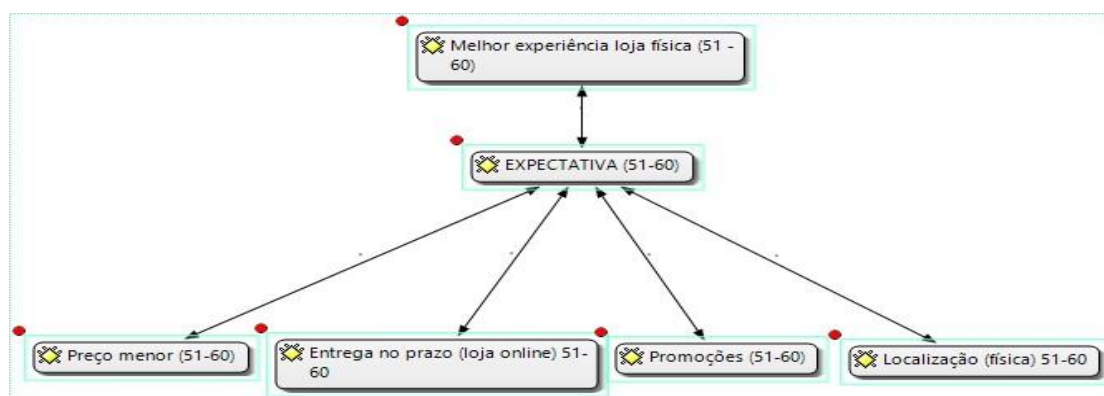 Melhor experiência loja física (51 -
60)
EXPECTATIVA (51-60)
Preço menor (51-60)
Entrega no prazo (loja online) 51-
60
Promoções (51-60)
Localização (física) 51-60